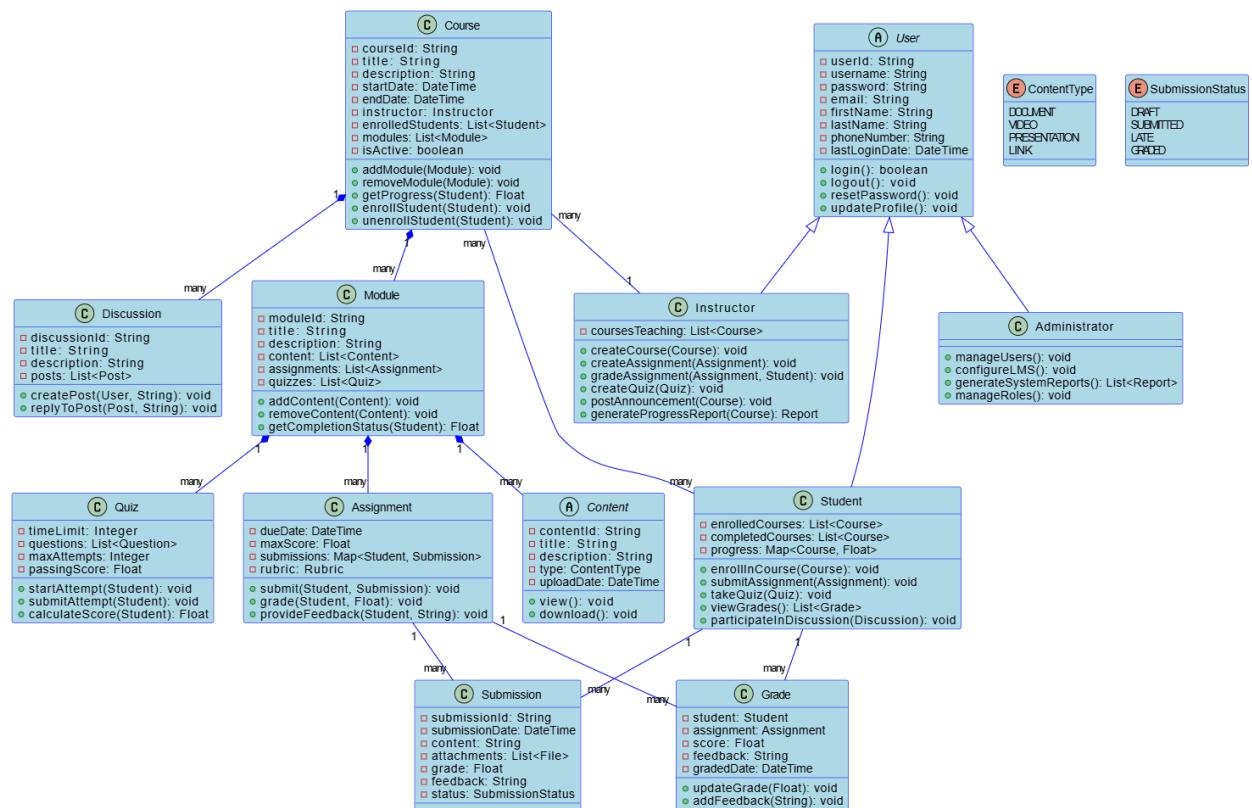 C Course
courseId: String
title: String
description: String
startDate: DateTime
endDate: DateTime
instructor: Instructor
enrolledStudents: List<Student>
modules: List<Module>
isActive: boolean
addModule(Module): void
removeModule(Module): void
getProgress(Student): Float
enrollStudent(Student): void
unenrollStudent(Student): void
A User
userId: String
username: String
password: String
email: String
firstName: String
lastName: String
phoneNumber: String
lastLoginDate: DateTime
login(): boolean
logout(): void
resetPassword(): void
updateProfile(): void
E ContentType
DOCUMENT
VIDEO
PRESENTATION
LINK
E SubmissionStatus
DRAFT
SUBMITTED
LATE
GRADED
1
many
1
many
many
1
many
many
C Discussion
discussionId: String
title: String
description: String
posts: List<Post>
createPost(User, String): void
replyToPost(Post, String): void
C Module
moduleId: String
title: String
description: String
content: List<Content>
assignments: List<Assignment>
quizzes: List<Quiz>
addContent(Content): void
removeContent(Content): void
getCompletionStatus(Student): Float
C Instructor
coursesTeaching: List<Course>
createCourse(Course): void
createAssignment(Assignment): void
gradeAssignment(Assignment, Student): void
createQuiz(Quiz): void
postAnnouncement(Course): void
generateProgressReport(Course): Report
C Administrator
manageUsers(): void
configureLMS(): void
generateSystemReports(): List<Report>
manageRoles(): void
1
many
1
many
1
many
C Quiz
timeLimit: Integer
questions: List<Question>
maxAttempts: Integer
passingScore: Float
startAttempt(Student): void
submitAttempt(Student): void
calculateScore(Student): Float
C Assignment
dueDate: DateTime
maxScore: Float
submissions: Map<Student, Submission>
rubric: Rubric
submit(Student, Submission): void
grade(Student, Float): void
provideFeedback(Student, String): void
A Content
contentId: String
title: String
description: String
type: ContentType
uploadDate: DateTime
view(): void
download(): void
C Student
enrolledCourses: List<Course>
completedCourses: List<Course>
progress: Map<Course, Float>
enrollInCourse(Course): void
submitAssignment(Assignment): void
takeQuiz(Quiz): void
viewGrades(): List<Grade>
participateInDiscussion(Discussion): void
1
many
1
many
1
many
1
many
C Submission
submissionId: String
submissionDate: DateTime
content: String
attachments: List<File>
grade: Float
feedback: String
status: SubmissionStatus
C Grade
student: Student
assignment: Assignment
score: Float
feedback: String
gradedDate: DateTime
updateGrade(Float): void
addFeedback(String): void